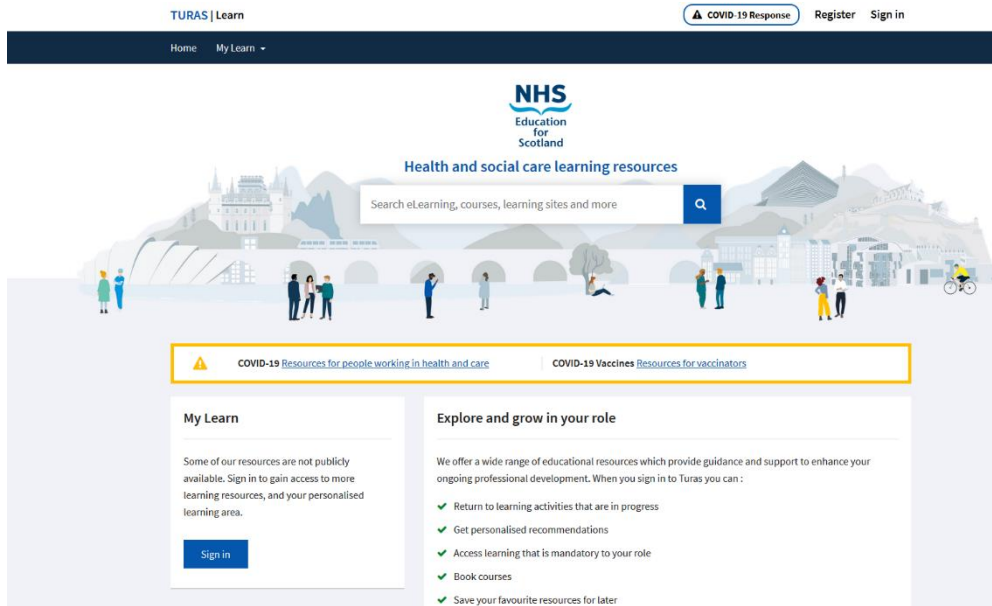 TURAS | Learn
COVID-19 Response
Register
Sign in
Home
My Learn
NHS
Education
for
Scotland
Health and social care learning resources
Search eLearning, courses, learning sites and more
COVID-19 Resources for people working in health and care
COVID-19 Vaccines Resources for vaccinators
My Learn
Some of our resources are not publicly
available. Sign in to gain access to more
learning resources, and your personalised
learning area.
Sign in
Explore and grow in your role
We offer a wide range of educational resources which provide guidance and support to enhance your
ongoing professional development. When you sign in to Turas you can :
Return to learning activities that are in progress
Get personalised recommendations
Access learning that is mandatory to your role
Book courses
Save your favourite resources for later